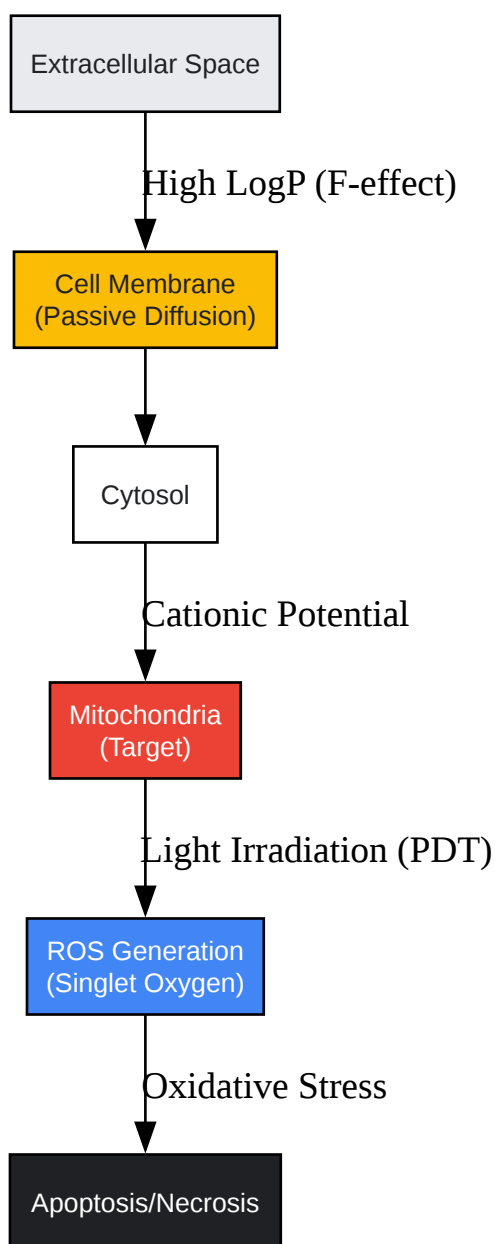 Extracellular Space
High LogP (F-effect)
Cell Membrane
(Passive Diffusion)
Cytosol
Cationic Potential
Mitochondria
(Target)
Light Irradiation (PDT)
ROS Generation
(Singlet Oxygen)
Oxidative Stress
Apoptosis/Necrosis